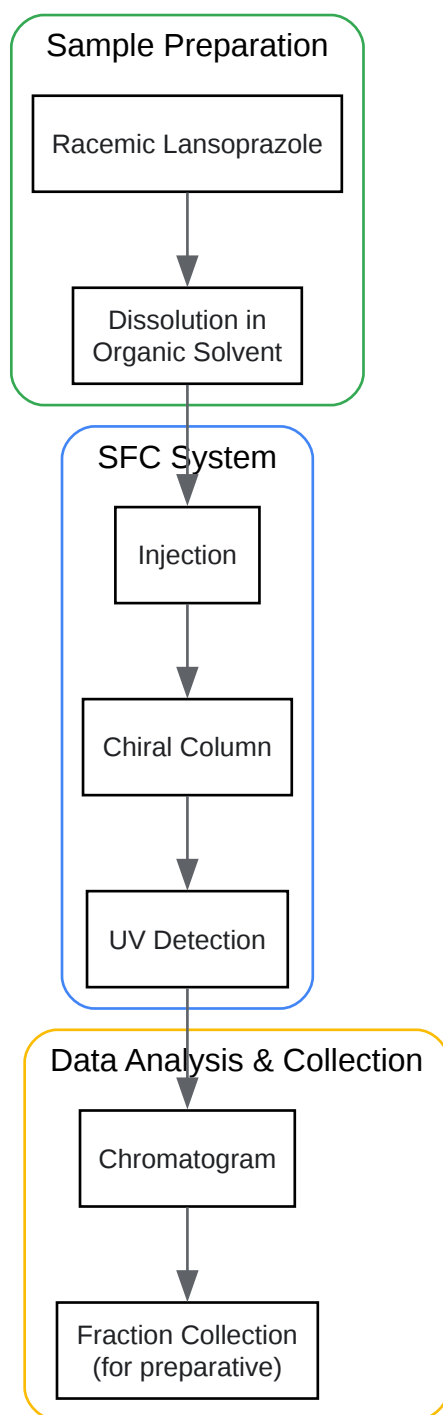 Sample Preparation
Racemic Lansoprazole
Dissolution in
Organic Solvent
SFC System
Injection
Chiral Column
UV Detection
Data Analysis & Collection
Chromatogram
Fraction Collection
(for preparative)